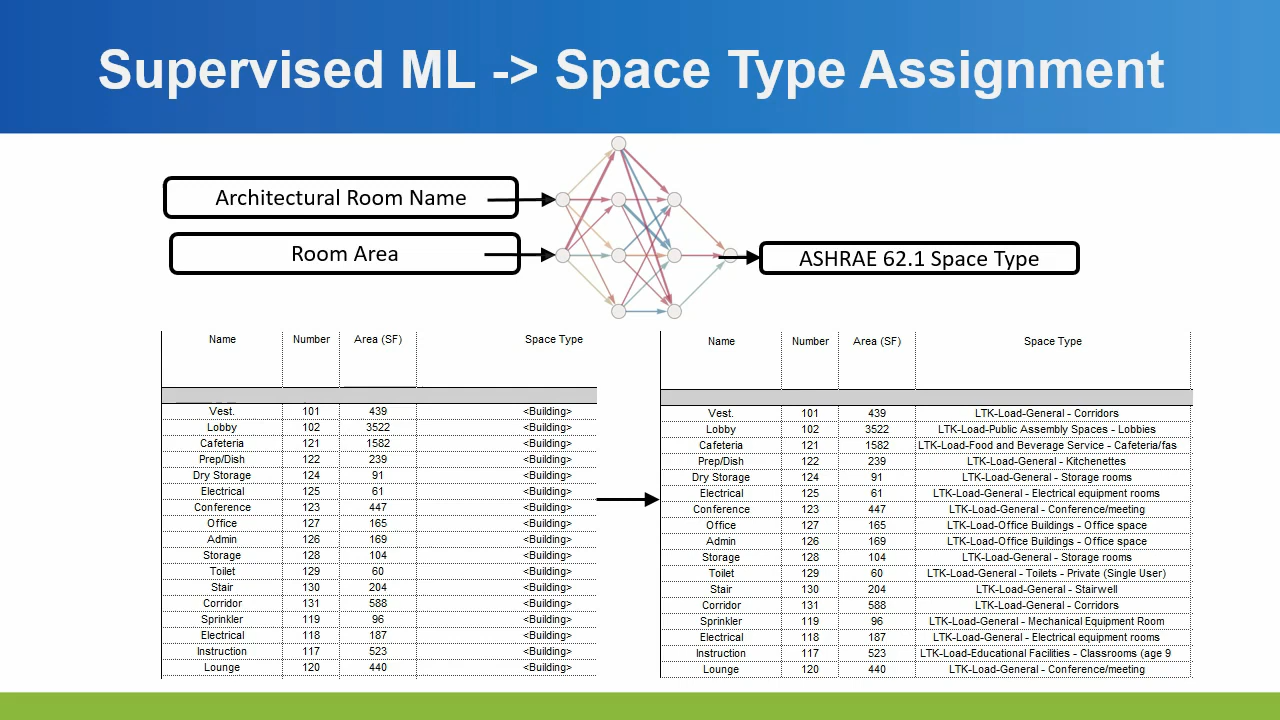 Supervised ML -> Space Type Assignment
Architectural Room Name
Room Area
ASHRAE 62.1 Space Type
Name Number Area (SF) Space Type
Vest. 101 439 <Building>
Lobby 102 3522 <Building>
Cafeteria 121 1582 <Building>
Prep/Dish 122 239 <Building>
Dry Storage 124 91 <Building>
Electrical 125 61 <Building>
Conference 123 447 <Building>
Office 127 165 <Building>
Admin 126 169 <Building>
Storage 128 104 <Building>
Toilet 129 60 <Building>
Stair 130 204 <Building>
Corridor 131 588 <Building>
Sprinkler 119 96 <Building>
Electrical 118 187 <Building>
Instruction 117 523 <Building>
Lounge 120 440 <Building>
Name Number Area (SF) Space Type
Vest. 101 439 LTK-Load-General - Corridors
Lobby 102 3522 LTK-Load-Public Assembly Spaces - Lobbies
Cafeteria 121 1582 LTK-Load-Food and Beverage Service - Cafeteria/fas
Prep/Dish 122 239 LTK-Load-General - Kitchenettes
Dry Storage 124 91 LTK-Load-General - Storage rooms
Electrical 125 61 LTK-Load-General - Electrical equipment rooms
Conference 123 447 LTK-Load-General - Conference/meeting
Office 127 165 LTK-Load-Office Buildings - Office space
Admin 126 169 LTK-Load-Office Buildings - Office space
Storage 128 104 LTK-Load-General - Storage rooms
Toilet 129 60 LTK-Load-General - Toilets - Private (Single User)
Stair 130 204 LTK-Load-General - Stairwell
Corridor 131 588 LTK-Load-General - Corridors
Sprinkler 119 96 LTK-Load-General - Mechanical Equipment Room
Electrical 118 187 LTK-Load-General - Electrical equipment rooms
Instruction 117 523 LTK-Load-Educational Facilities - Classrooms (age 9
Lounge 120 440 LTK-Load-General - Conference/meeting